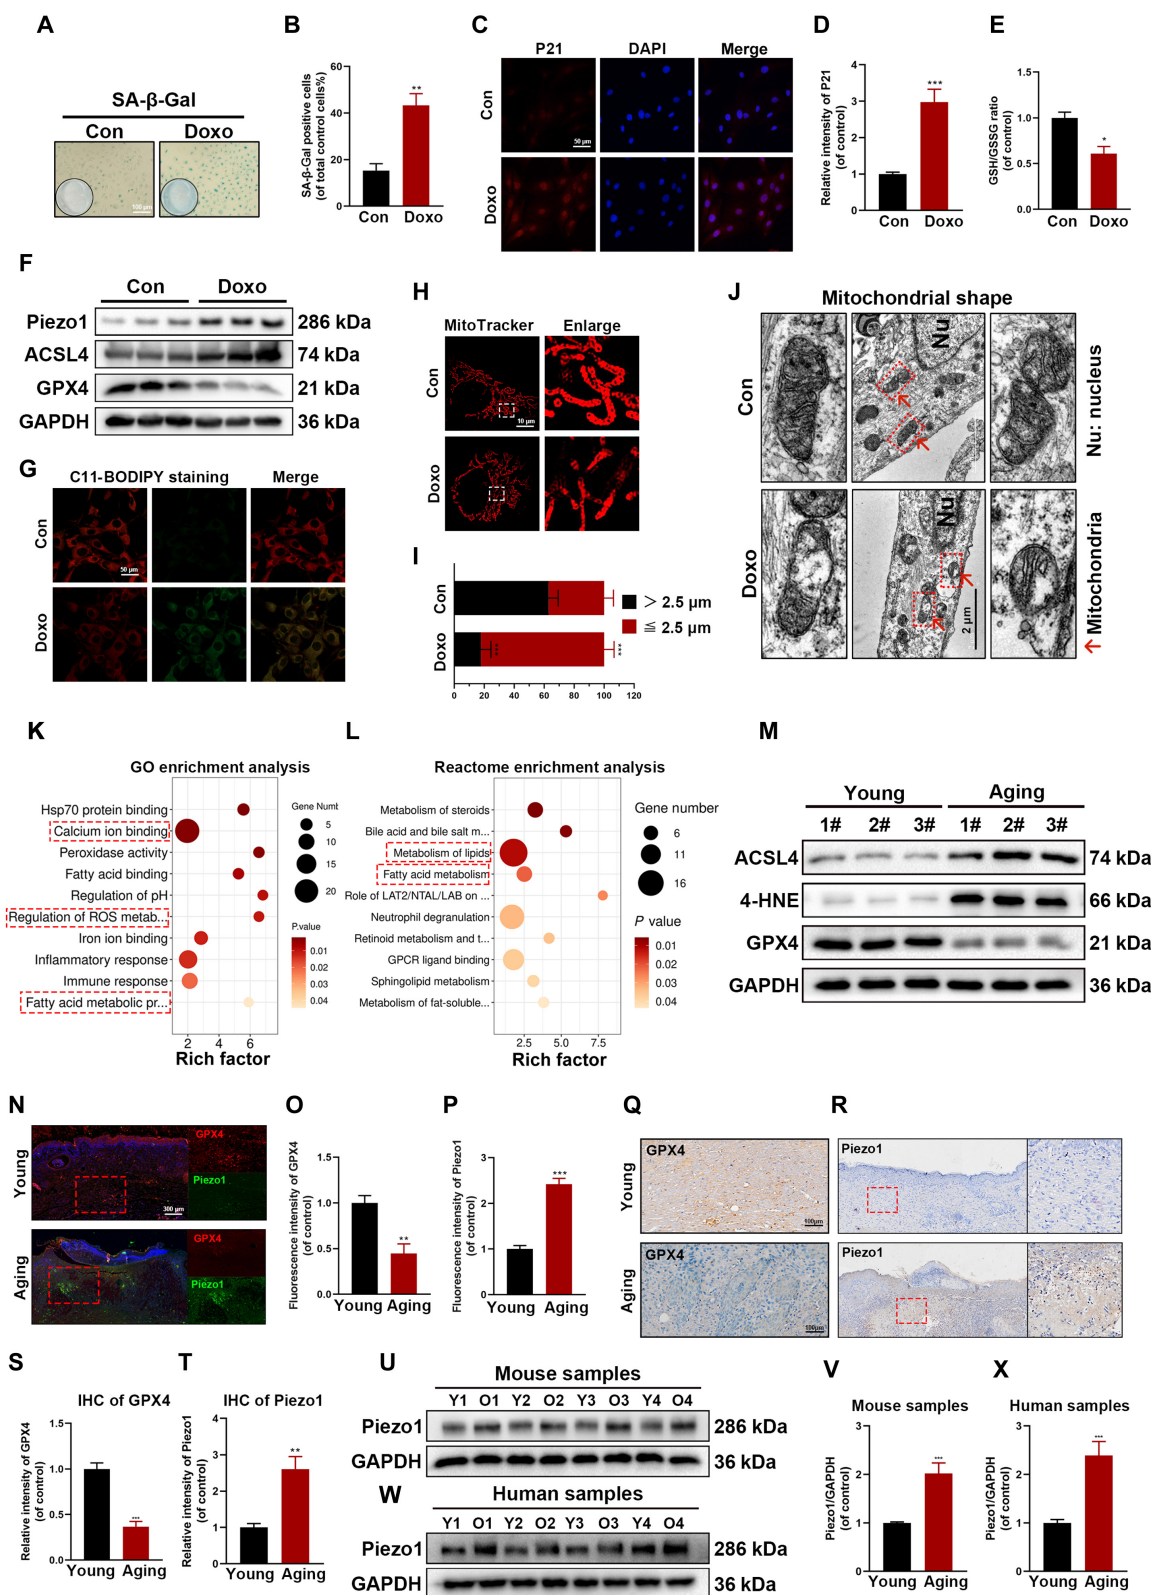 A
SA-β-Gal
Con Doxo
100 μm
B
SA-β-Gal positive cells
(of total control cells%)
60
40
20
0
**
Con Doxo
C
P21 DAPI Merge
Con
50 μm
Doxo
D
Relative intensity of P21
(of control)
4
3
2
1
0
***
Con Doxo
E
GSH/GSSG ratio
(of control)
1.5
1.0
0.5
0.0
*
Con Doxo
F
Con Doxo
Piezo1 286 kDa
ACSL4 74 kDa
GPX4 21 kDa
GAPDH 36 kDa
G
C11-BODIPY staining Merge
Con
50 μm
Doxo
H
MitoTracker Enlarge
Con
10 μm
Doxo
I
Con
Doxo
> 2.5 μm
≦ 2.5 μm
***
***
0 20 40 60 80 100 120
J
Mitochondrial shape
Con
Nu
Doxo
Nu
2 μm
Nu: nucleus
Mitochondria
K
GO enrichment analysis
Hsp70 protein binding
Calcium ion binding
Peroxidase activity
Fatty acid binding
Regulation of pH
Regulation of ROS metab...
Iron ion binding
Inflammatory response
Immune response
Fatty acid metabolic pr...
2 4 6
Rich factor
Gene Numt
5
10
15
20
P.value
0.01
0.02
0.03
0.04
L
Reactome enrichment analysis
Metabolism of steroids
Bile acid and bile salt m...
Metabolism of lipids
Fatty acid metabolism
Role of LAT2/NTAL/LAB on ...
Neutrophil degranulation
Retinoid metabolism and t...
GPCR ligand binding
Sphingolipid metabolism
Metabolism of fat-soluble...
2.5 5.0 7.5
Rich factor
Gene number
6
11
16
P value
0.01
0.02
0.03
0.04
M
Young Aging
1# 2# 3# 1# 2# 3#
ACSL4 74 kDa
4-HNE 66 kDa
GPX4 21 kDa
GAPDH 36 kDa
N
Young
GPX4
Piezo1
300 μm
Aging
GPX4
Piezo1
O
Fluorescence intensity of GPX4
(of control)
1.5
1.0
0.5
0.0
**
Young Aging
P
Fluorescence intensity of Piezo1
(of control)
3
2
1
0
***
Young Aging
Q
Young
GPX4
100μm
Aging
GPX4
100μm
R
Piezo1
Piezo1
S
IHC of GPX4
Relative intensity of GPX4
(of control)
1.5
1.0
0.5
0.0
***
Young Aging
T
IHC of Piezo1
Relative intensity of Piezo1
(of control)
4
3
2
1
0
**
Young Aging
U
Mouse samples
Y1 O1 Y2 O2 Y3 O3 Y4 O4
Piezo1 286 kDa
GAPDH 36 kDa
W
Human samples
Y1 O1 Y2 O2 Y3 O3 Y4 O4
Piezo1 286 kDa
GAPDH 36 kDa
V
Mouse samples
Piezo1/GAPDH
(of control)
3
2
1
0
***
Young Aging
X
Human samples
Piezo1/GAPDH
(of control)
3
2
1
0
***
Young Aging